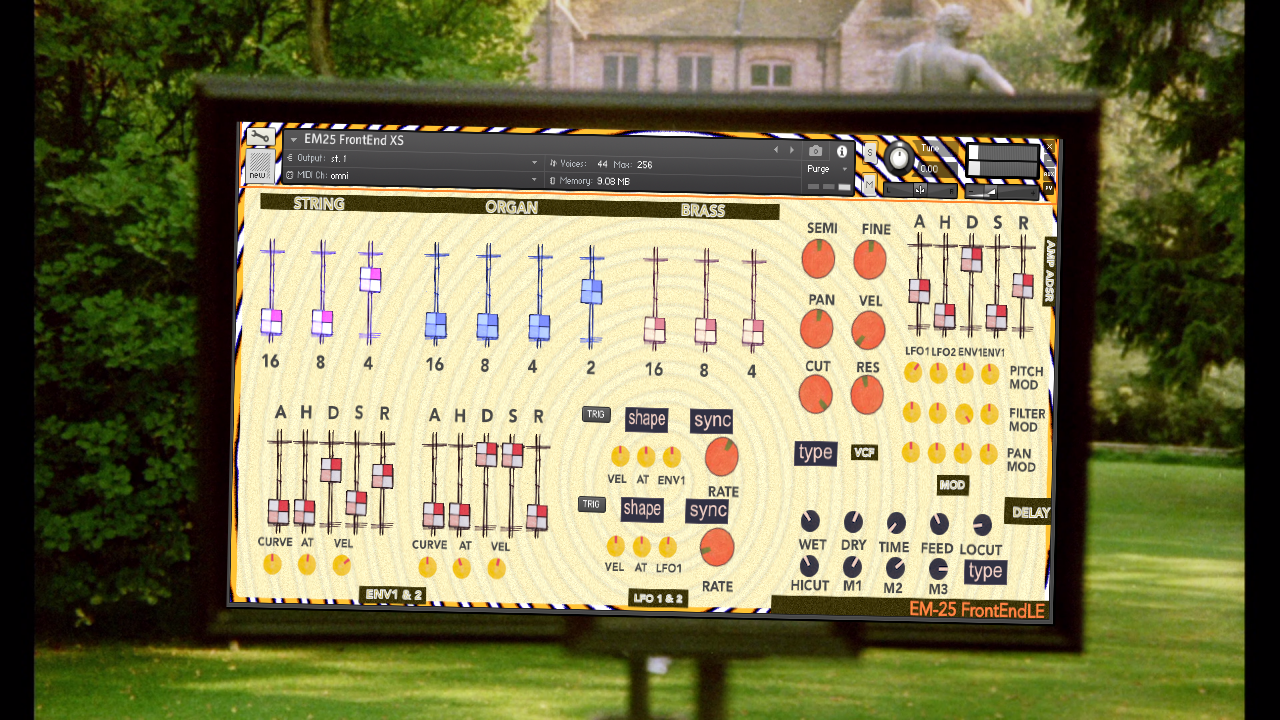 EM25 FrontEnd XS
Output: st. 1
MIDI Ch: omni
Voices: 44 Max: 256
Memory: 9.08 MB
Purge
new
S
M
Tune
0.00
L R
AUX
PV
STRING ORGAN BRASS
16 8 4 16 8 4 2 16 8 4
SEMI FINE
PAN VEL
CUT RES
type VCF
A H D S R
AMP ADSR
LFO1 LFO2 ENV1 ENV1
PITCH
MOD
FILTER
MOD
PAN
MOD
MOD
A H D S R
CURVE AT VEL
A H D S R
CURVE AT VEL
ENV1 & 2
TRIG shape sync
VEL AT ENV1 RATE
TRIG shape sync
VEL AT LFO1 RATE
LFO 1 & 2
DELAY
WET DRY TIME FEED LOCUT
HICUT M1 M2 M3 type
EM-25 FrontEndLE